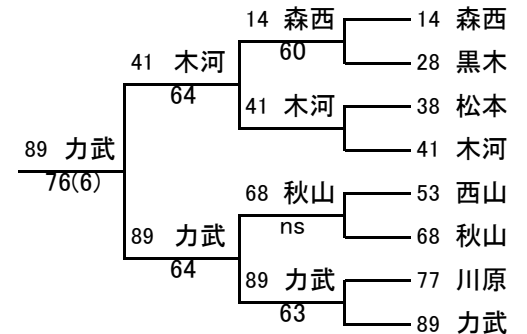 14 森西
14 森西
60
28 黒木
41 木河
64
41 木河
38 松本
41 木河
89 力武
76(6)
68 秋山
53 西山
ns
68 秋山
89 力武
64
89 力武
77 川原
63
89 力武